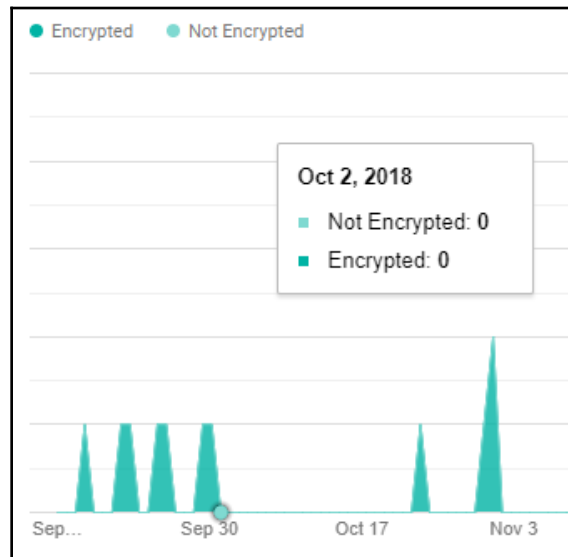 Encrypted Not Encrypted
Oct 2, 2018
Not Encrypted: 0
Encrypted: 0
Sep... Sep 30 Oct 17 Nov 3